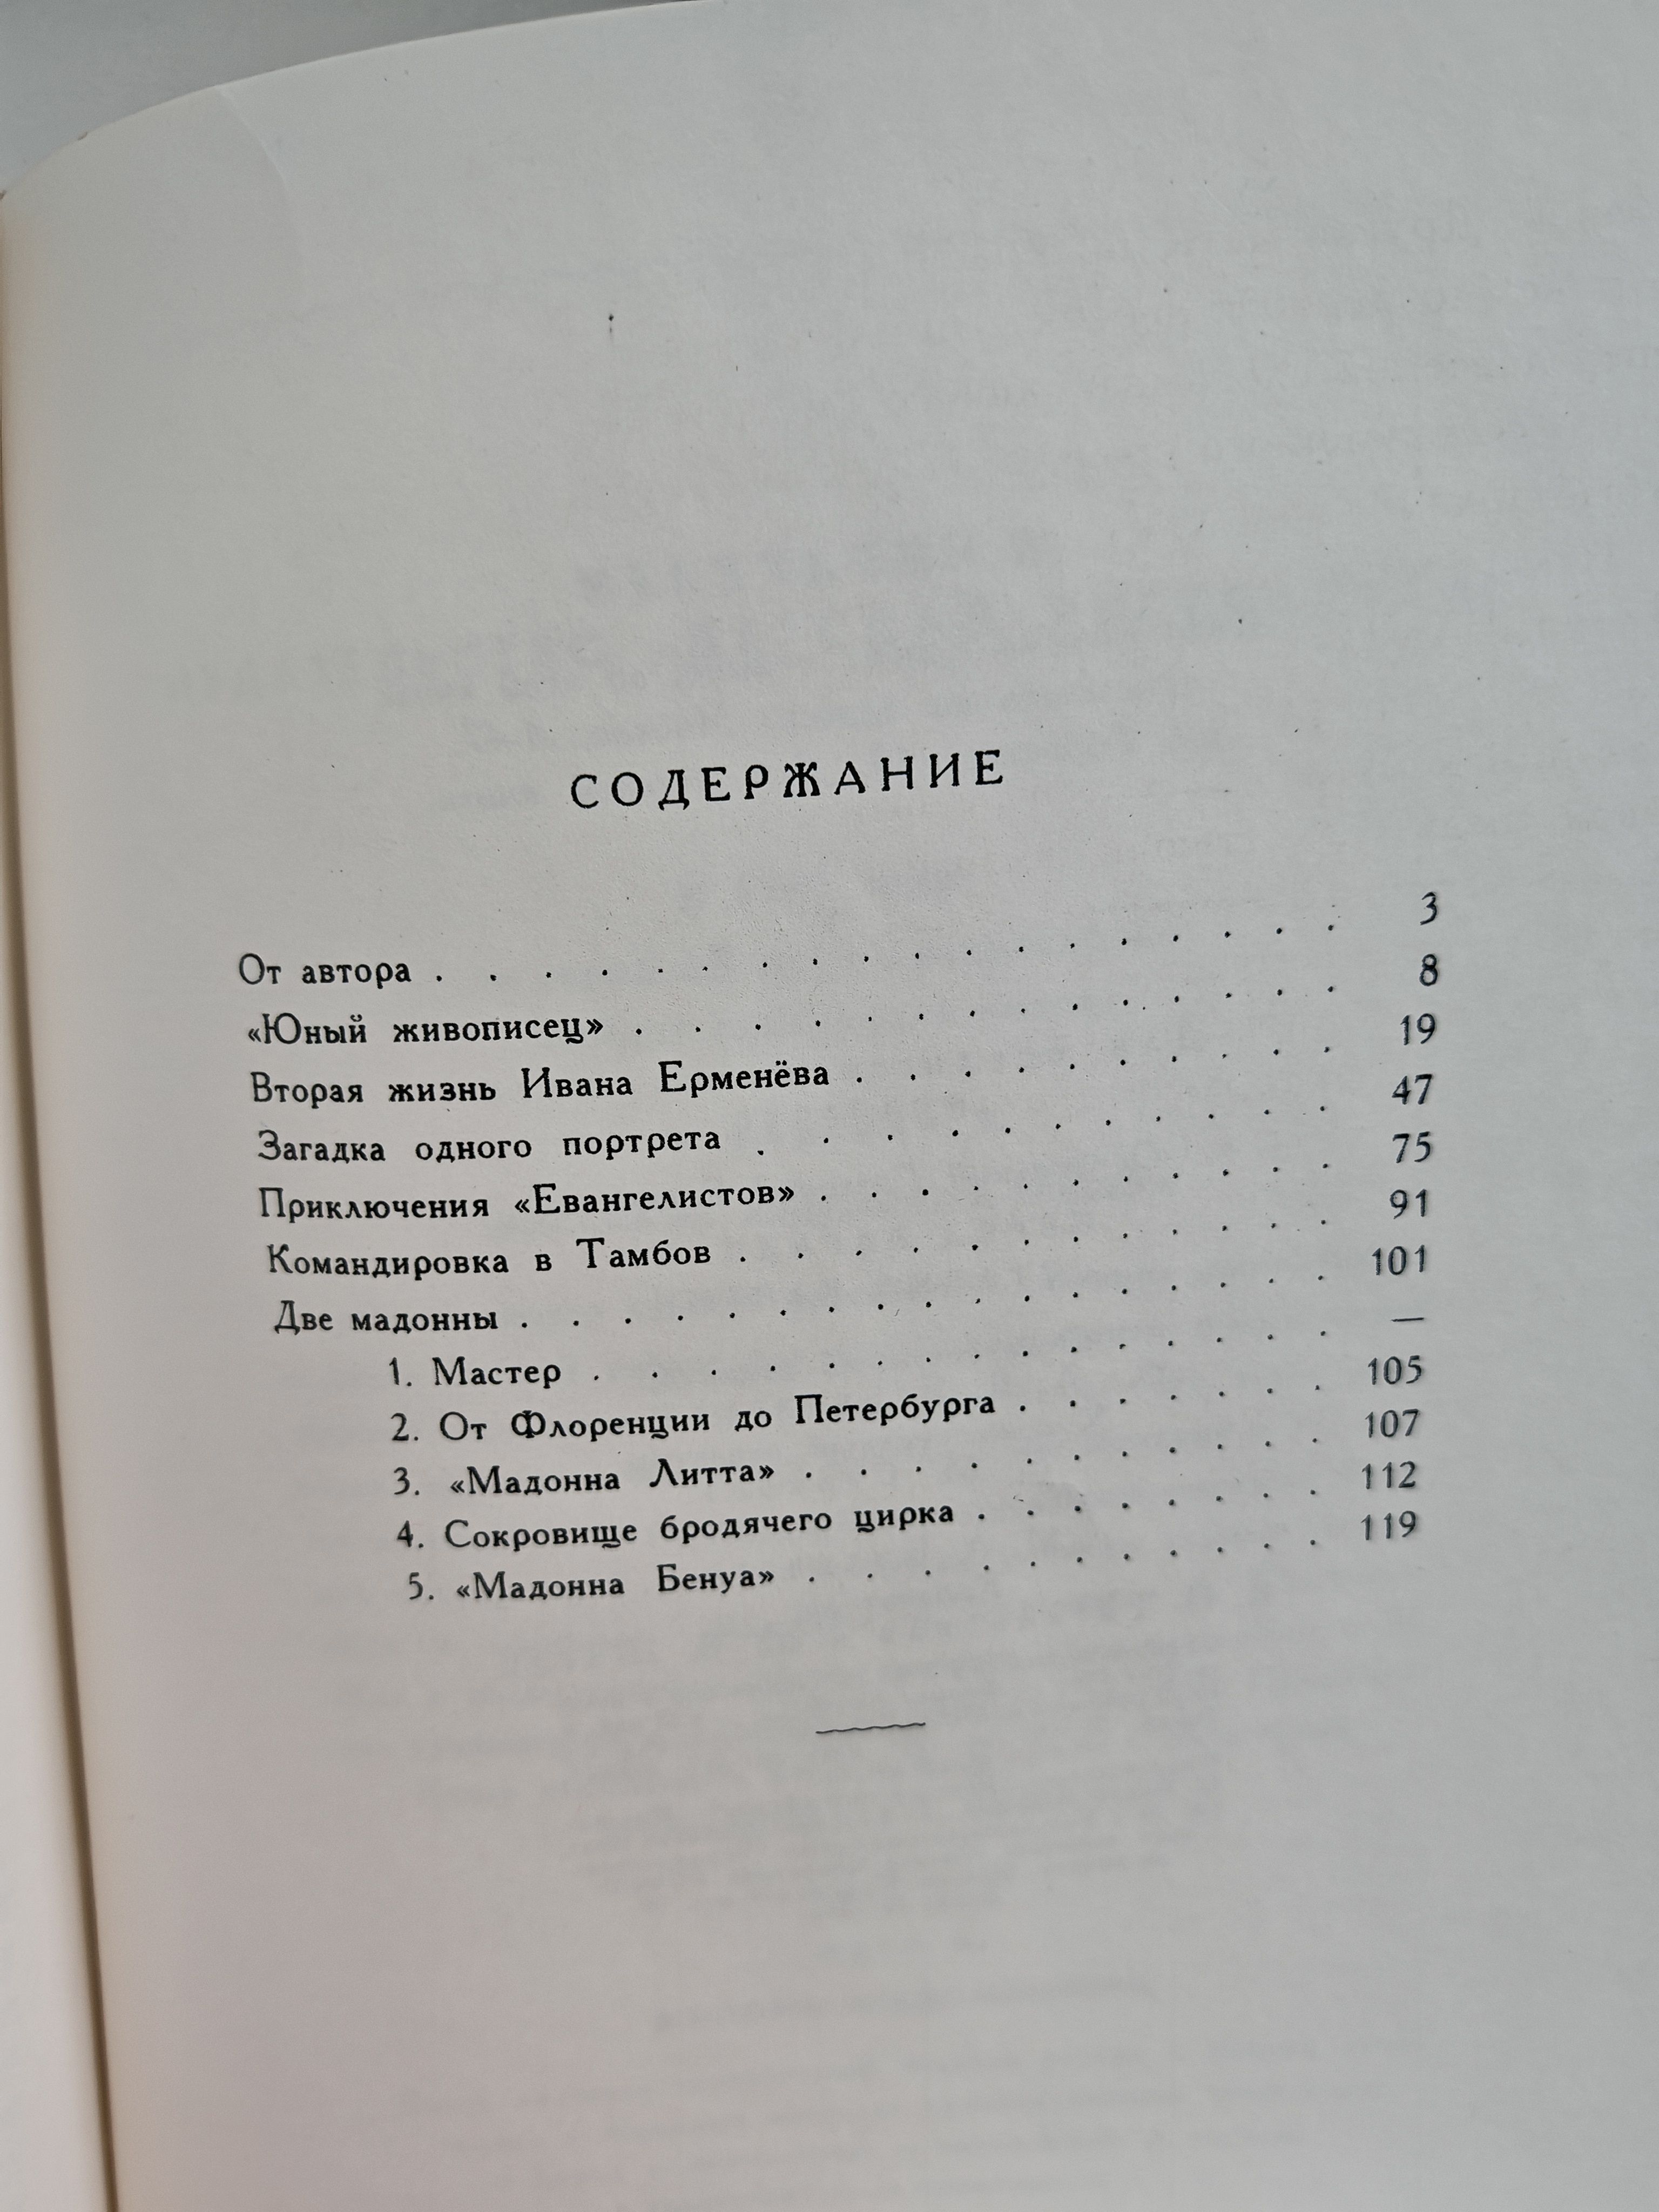 СОДЕРЖАНИЕ
От автора . . . . . . . . . . . . . . . . . . 3
«Юный живописец» . . . . . . . . . . . . . 8
Вторая жизнь Ивана Ерменёва . . . . . . . . . . 19
Загадка одного портрета . . . . . . . . . . . 47
Приключения «Евангелистов» . . . . . . . . . . 75
Командировка в Тамбов . . . . . . . . . . . 91
Две мадонны . . . . . . . . . . . . . . . . 101
1. Мастер . . . . . . . . . . . . . . —
2. От Флоренции до Петербурга . . . . . . . 105
3. «Мадонна Литта» . . . . . . . . . . 107
4. Сокровище бродячего цирка . . . . . . . . 112
5. «Мадонна Бенуа» . . . . . . . . . . 119